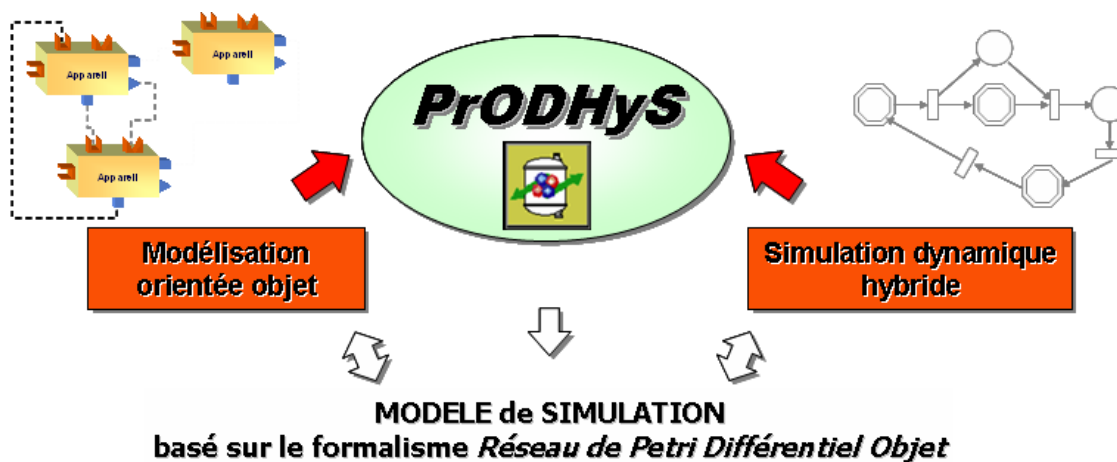 Appareil
Appareil
Appareil
PrODHyS
Modélisation
orientée objet
Simulation dynamique
hybride
MODELE de SIMULATION
basé sur le formalisme Réseau de Petri Différentiel Objet